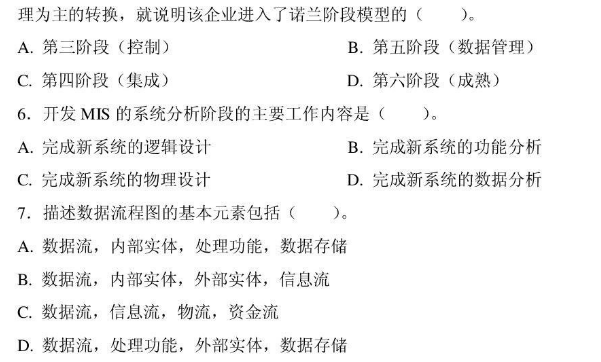 理为主的转换，就说明该企业进入了诺兰阶段模型的（　　）。
A. 第三阶段（控制）　　B. 第五阶段（数据管理）
C. 第四阶段（集成）　　D. 第六阶段（成熟）
6．开发 MIS 的系统分析阶段的主要工作内容是（　　）。
A. 完成新系统的逻辑设计　　B. 完成新系统的功能分析
C. 完成新系统的物理设计　　D. 完成新系统的数据分析
7．描述数据流程图的基本元素包括（　　）。
A. 数据流，内部实体，处理功能，数据存储
B. 数据流，内部实体，外部实体，信息流
C. 数据流，信息流，物流，资金流
D. 数据流，处理功能，外部实体，数据存储